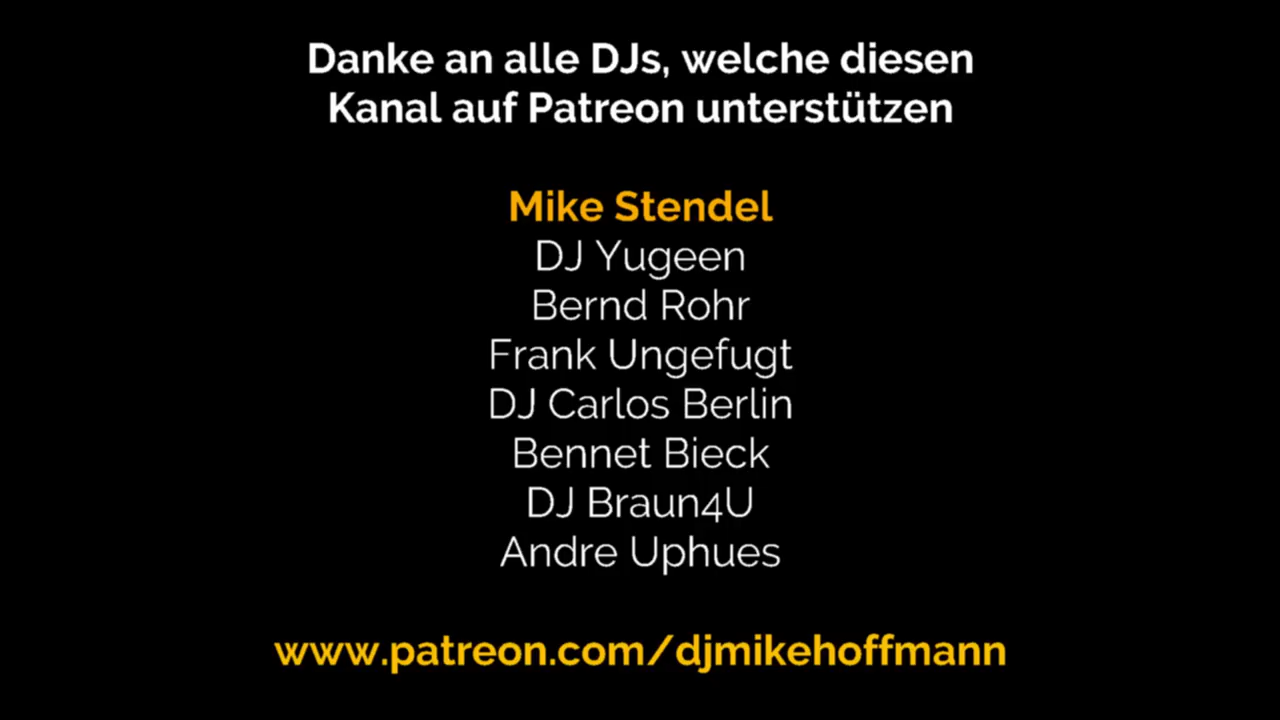 Danke an alle DJs, welche diesen
Kanal auf Patreon unterstützen
Mike Stendel
DJ Yugeen
Bernd Rohr
Frank Ungefugt
DJ Carlos Berlin
Bennet Bieck
DJ Braun4U
Andre Uphues
www.patreon.com/djmikehoffmann